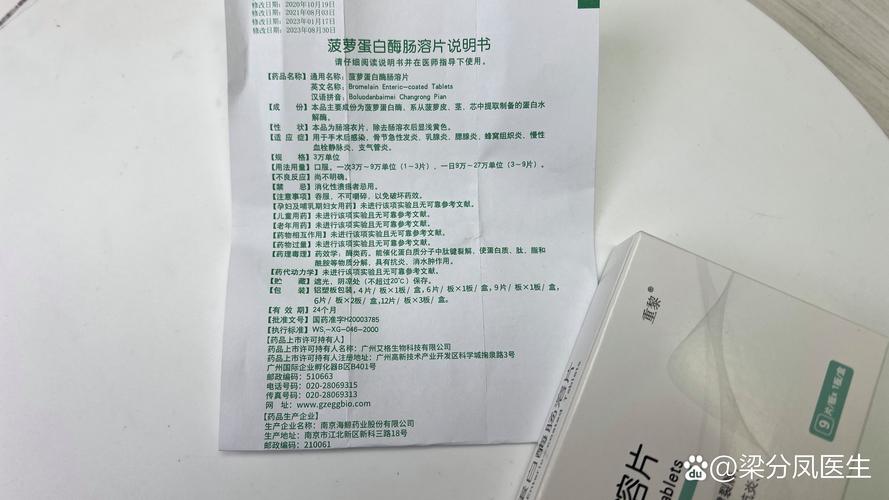 修改日期：2020年10月19日
修改日期：2021年08月03日
修改日期：2023年01月17日
修改日期：2023年08月30日
菠萝蛋白酶肠溶片说明书
请仔细阅读说明书并在医师指导下使用。
【药品名称】通用名称：菠萝蛋白酶肠溶片
英文名称：Bromelain Enteric-coated Tablets
汉语拼音：Boluodanbaimei Changrong Pian
【成　份】本品主要成份为菠萝蛋白酶，系从菠萝皮、茎、芯中提取制备的蛋白水
解酶。
【性　状】本品为肠溶衣片，除去肠溶衣后显浅黄色。
【适 应 症】用于手术后感染、骨节急性发炎、乳腺炎、腮腺炎、蜂窝组织炎、慢性
血栓静脉炎、支气管炎。
【规　格】3万单位
【用法用量】口服。一次3万～9万单位（1～3片），一日9万～27万单位（3～9片）。
【不良反应】尚不明确。
【禁　忌】消化性溃疡者忌用。
【注意事项】吞服，不可嚼碎，以免破坏药效。
【孕妇及哺乳期妇女用药】未进行该项实验且无可靠参考文献。
【儿童用药】未进行该项实验且无可靠参考文献。
【老年用药】未进行该项实验且无可靠参考文献。
【药物相互作用】未进行该项实验且无可靠参考文献。
【药物过量】未进行该项实验且无可靠参考文献。
【药理毒理】药效学：酶类药。能催化蛋白质分子中肽键裂解，使蛋白质、肽、酯和
酰胺等物质分解，具有抗炎、消水肿作用。
【药代动力学】未进行该项实验且无可靠参考文献。
【贮　藏】遮光，阴凉处（不超过20℃）保存。
【包　装】铝塑板包装，4片/板×1板/盒，6片/板×1板/盒，9片/板×1板/盒，
6片/板×2板/盒，12片/板×3板/盒。
【有 效 期】24个月
【批准文号】国药准字H20003785
【执行标准】WS₁-XG-046-2000
【药品上市许可持有人】
药品上市许可持有人名称：广州艾格生物科技有限公司
药品上市许可持有人注册地址：广州高新技术产业开发区科学城掬泉路3号
广州国际企业孵化器B区B401号
邮政编码：510663
电话号码：020-28069315
传真号码：020-28069313
网　址：www.gzeggbio.com
【药品生产企业】
生产企业名称：南京海鲸药业股份有限公司
生产地址：南京市江北新区新科三路18号
邮政编码：210061
重黎®
9片/板×1板/盒
溶片
ablets
白酶肠溶片
du @梁分凤医生